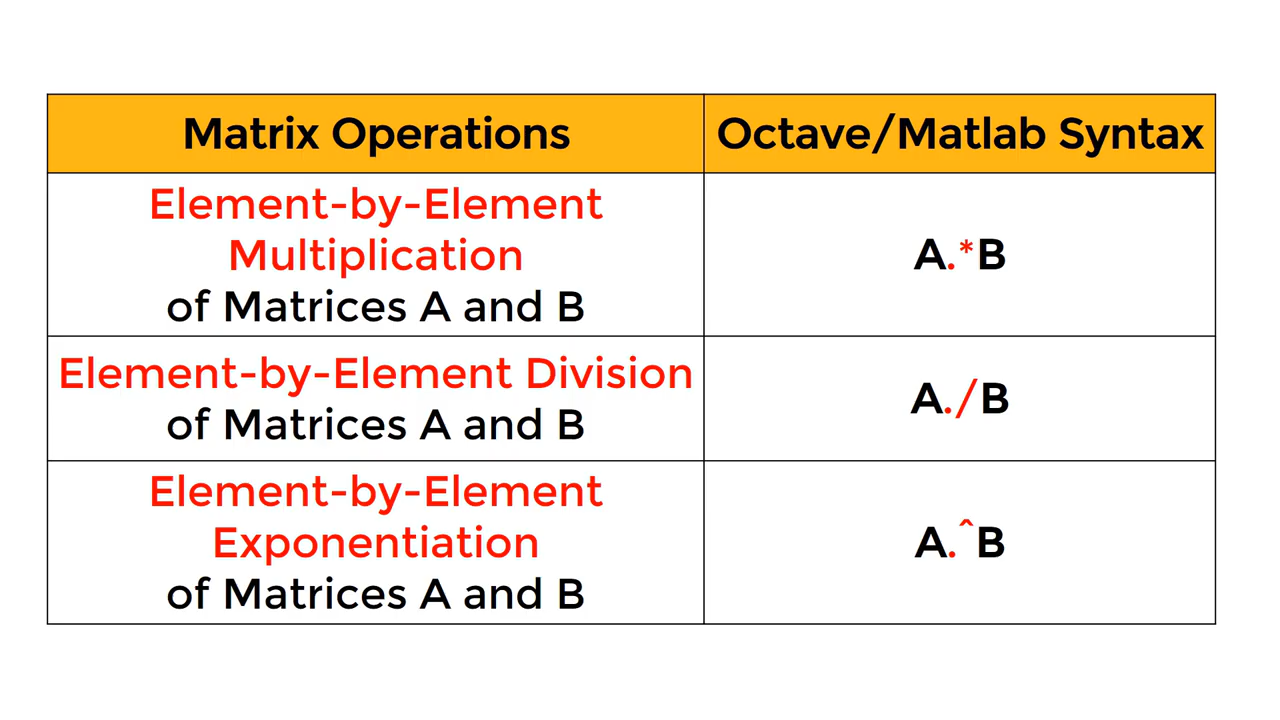 Matrix Operations
Octave/Matlab Syntax
Element-by-Element
Multiplication
of Matrices A and B
A.*B
Element-by-Element Division
of Matrices A and B
A./B
Element-by-Element
Exponentiation
of Matrices A and B
A.^B